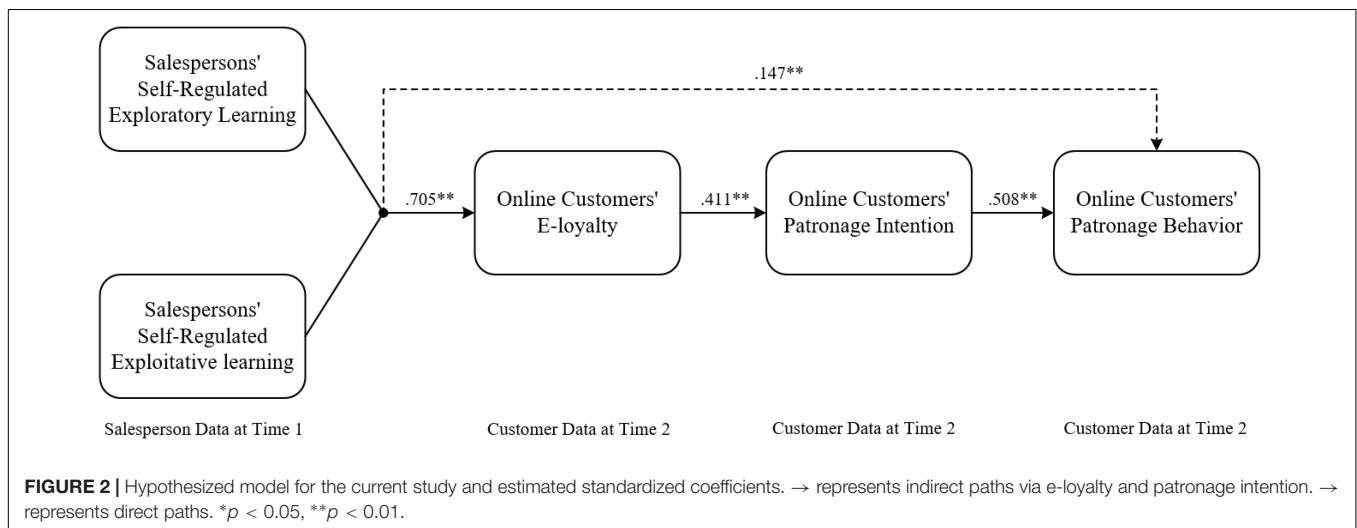 Salespersons'
Self-Regulated
Exploratory Learning
.147**
.705**
Online Customers'
E-loyalty
.411**
Online Customers'
Patronage Intention
.508**
Online Customers'
Patronage Behavior
Salespersons'
Self-Regulated
Exploitative learning
Salesperson Data at Time 1
Customer Data at Time 2
Customer Data at Time 2
Customer Data at Time 2
FIGURE 2 | Hypothesized model for the current study and estimated standardized coefficients. → represents indirect paths via e-loyalty and patronage intention. →
represents direct paths. *p < 0.05, **p < 0.01.